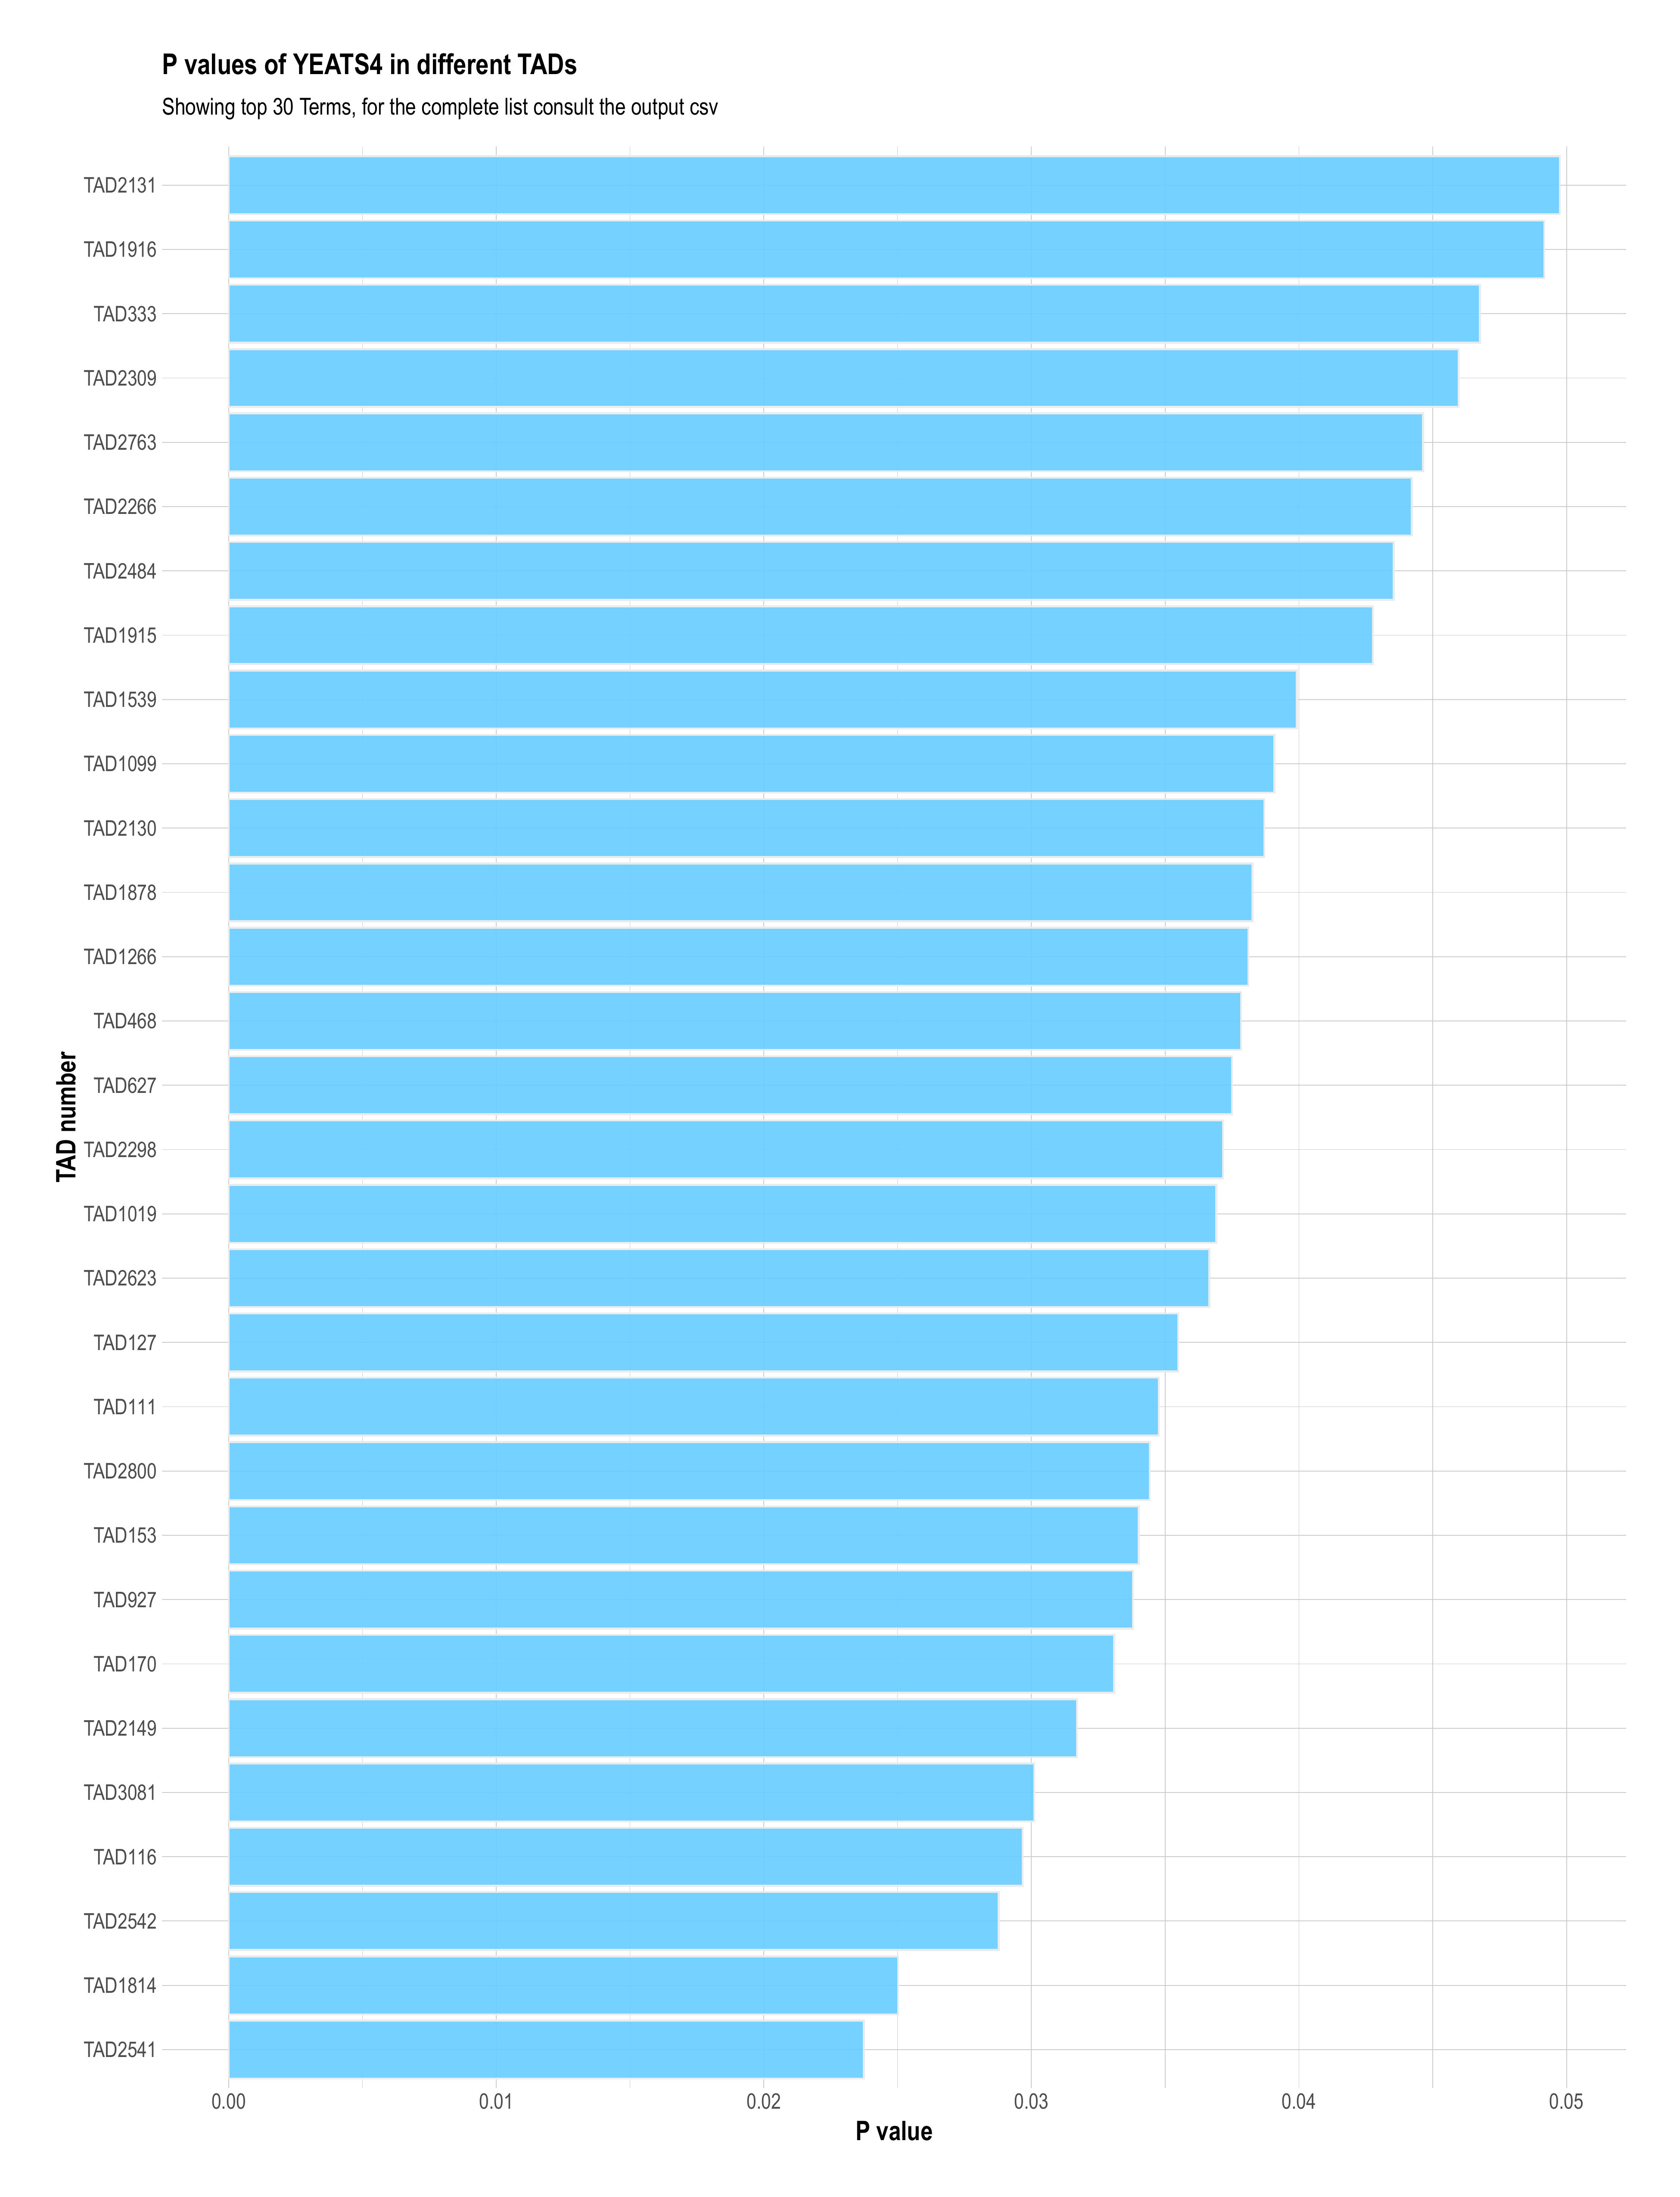 P values of YEATS4 in different TADs
Showing top 30 Terms, for the complete list consult the output csv
TAD2131
TAD1916
TAD333
TAD2309
TAD2763
TAD2266
TAD2484
TAD1915
TAD1539
TAD1099
TAD2130
TAD1878
TAD1266
TAD468
TAD627
TAD2298
TAD1019
TAD2623
TAD127
TAD111
TAD2800
TAD153
TAD927
TAD170
TAD2149
TAD3081
TAD116
TAD2542
TAD1814
TAD2541
TAD number
0.00 0.01 0.02 0.03 0.04 0.05
P value